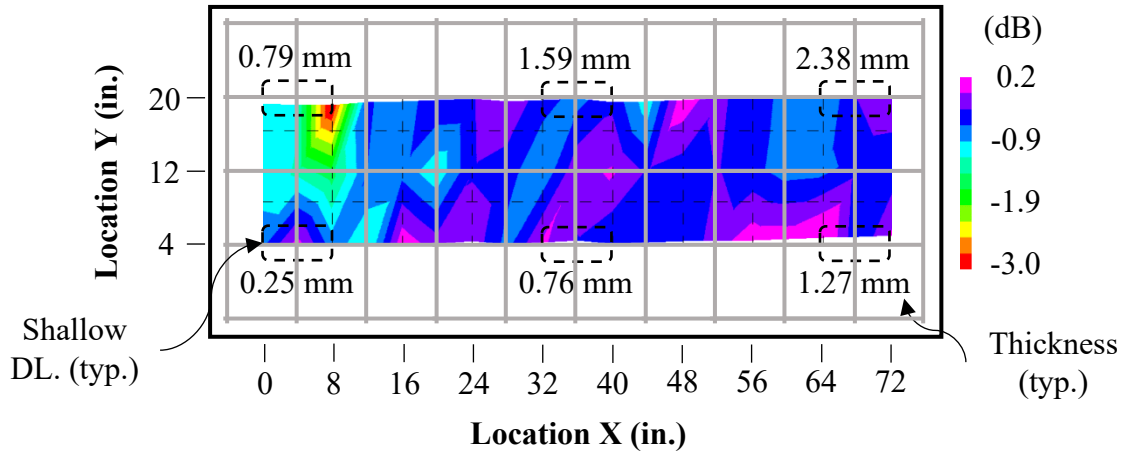 (dB)
0.79 mm
1.59 mm
2.38 mm
0.2
-0.9
-1.9
-3.0
Location Y (in.)
20
12
4
0.25 mm
0.76 mm
1.27 mm
Shallow
DL. (typ.)
Thickness
(typ.)
0 8 16 24 32 40 48 56 64 72
Location X (in.)